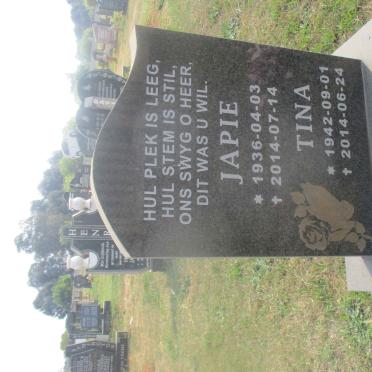 HUL PLEK IS LEEG,
HUL STEM IS STIL,
ONS SWYG O HEER,
DIT WAS U WIL.
JAPIE
* 1936-04-03
✝ 2014-07-14
TINA
* 1942-09-01
✝ 2014-06-24